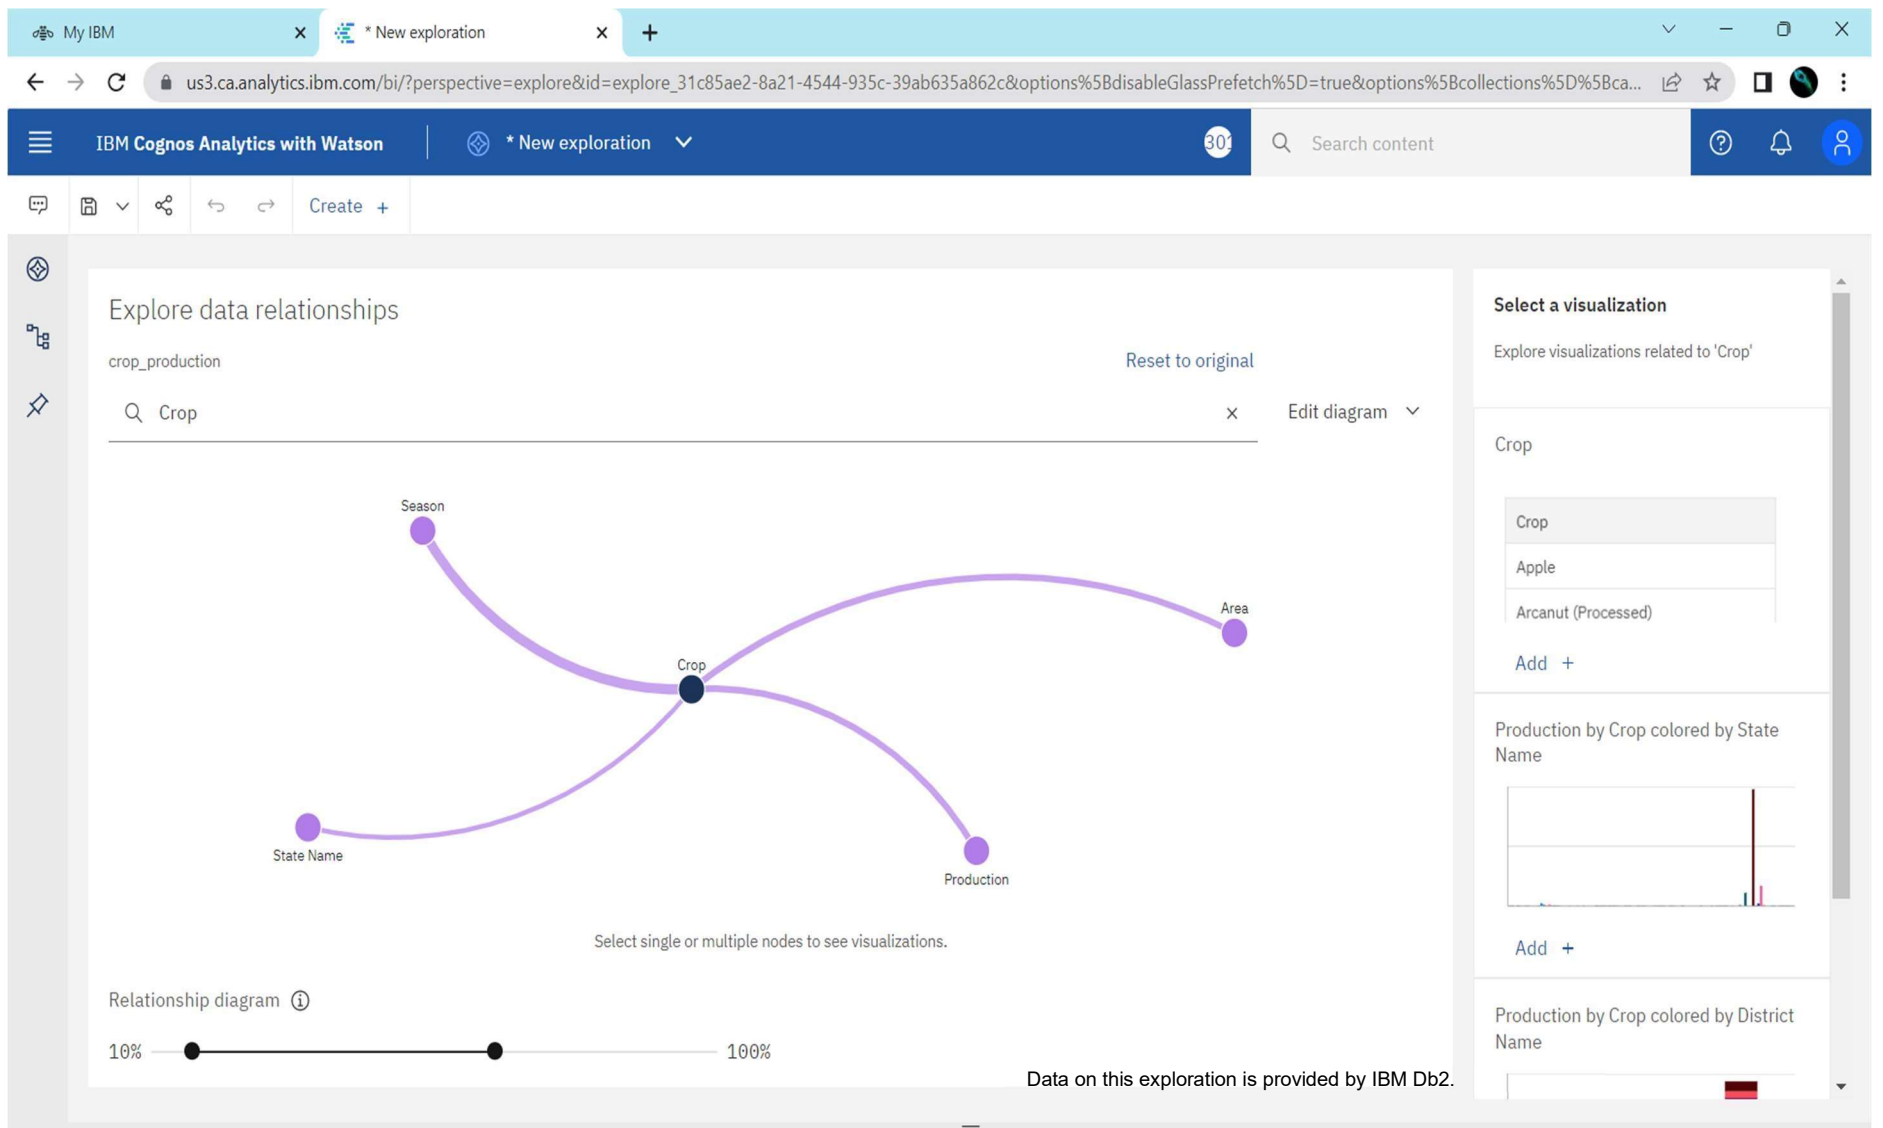 My IBM
* New exploration
us3.ca.analytics.ibm.com/bi/?perspective=explore&id=explore_31c85ae2-8a21-4544-935c-39ab635a862c&options%5BdisableGlassPrefetch%5D=true&options%5Bcollections%5D%5Bca...
IBM Cognos Analytics with Watson
* New exploration
301
Search content
Create +
Explore data relationships
crop_production
Reset to original
Crop
Edit diagram
Season
Area
Crop
State Name
Production
Select single or multiple nodes to see visualizations.
Relationship diagram
10%
100%
Data on this exploration is provided by IBM Db2.
Select a visualization
Explore visualizations related to 'Crop'
Crop
Crop
Apple
Arcanut (Processed)
Add +
Production by Crop colored by State
Name
Add +
Production by Crop colored by District
Name